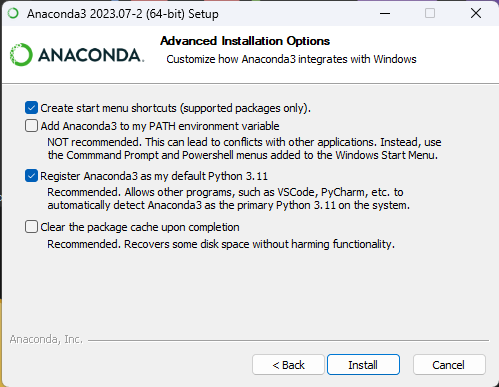 Anaconda3 2023.07-2 (64-bit) Setup
ANACONDA.
Advanced Installation Options
Customize how Anaconda3 integrates with Windows
Create start menu shortcuts (supported packages only).
Add Anaconda3 to my PATH environment variable
NOT recommended. This can lead to conflicts with other applications. Instead, use
the Commmand Prompt and Powershell menus added to the Windows Start Menu.
Register Anaconda3 as my default Python 3.11
Recommended. Allows other programs, such as VSCode, PyCharm, etc. to
automatically detect Anaconda3 as the primary Python 3.11 on the system.
Clear the package cache upon completion
Recommended. Recovers some disk space without harming functionality.
Anaconda, Inc.
< Back
Install
Cancel